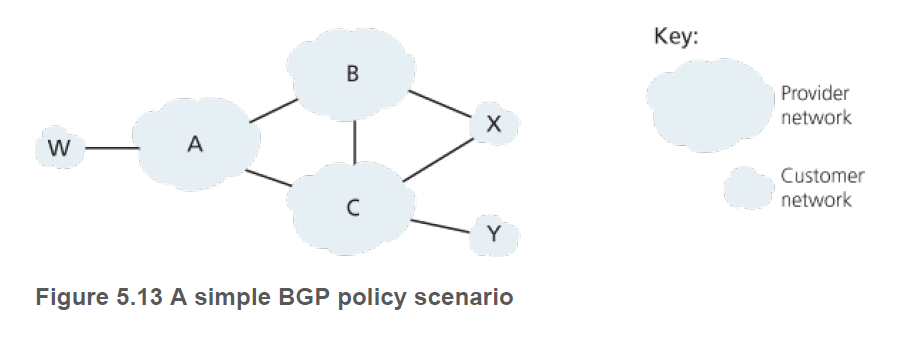 Key:
B
Provider
network
X
A
W
Customer
network
C
Y
Figure 5.13 A simple BGP policy scenario